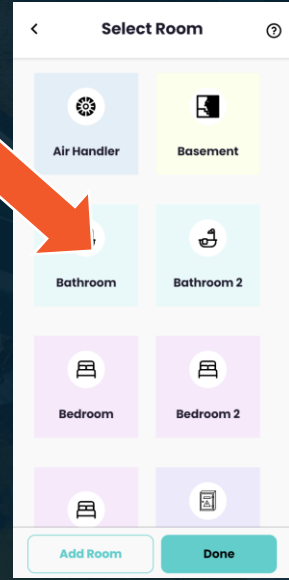 Select Room
Air Handler
Basement
Bathroom
Bathroom 2
Bedroom
Bedroom 2
Add Room
Done